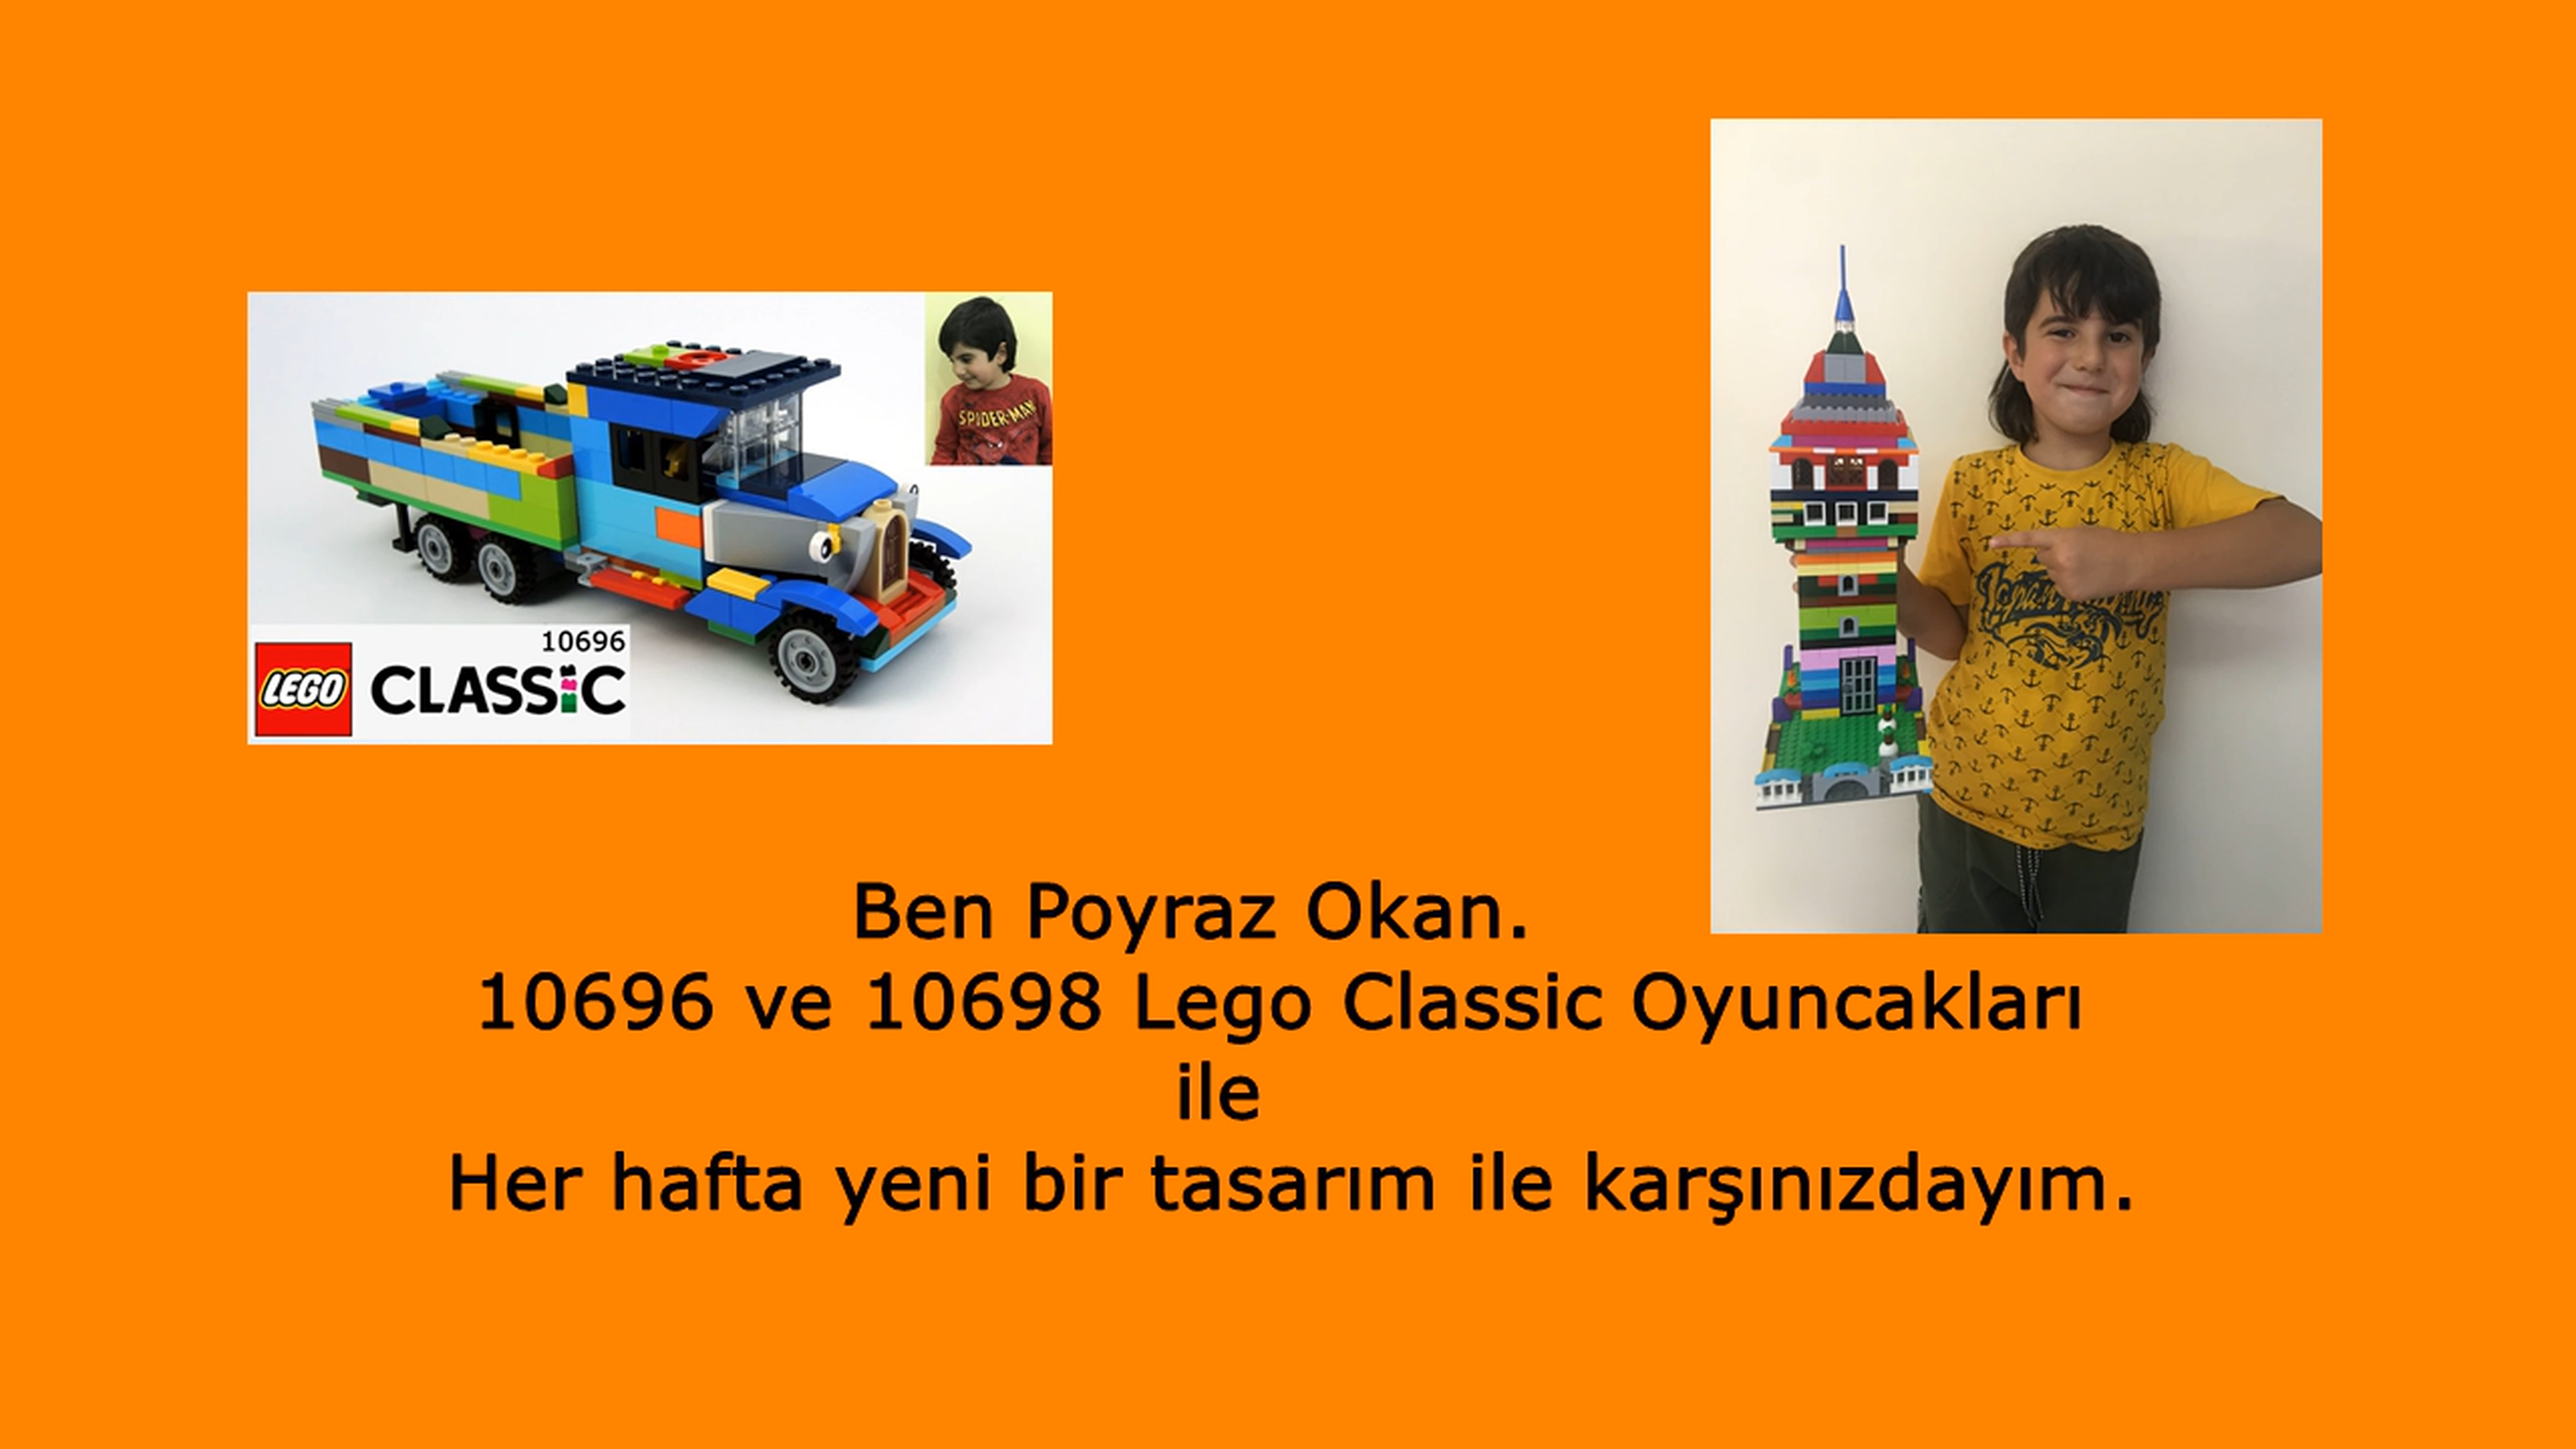 SPIDER-MAN
10696
LEGO CLASSiC
Ben Poyraz Okan.
10696 ve 10698 Lego Classic Oyuncakları
ile
Her hafta yeni bir tasarım ile karşınızdayım.